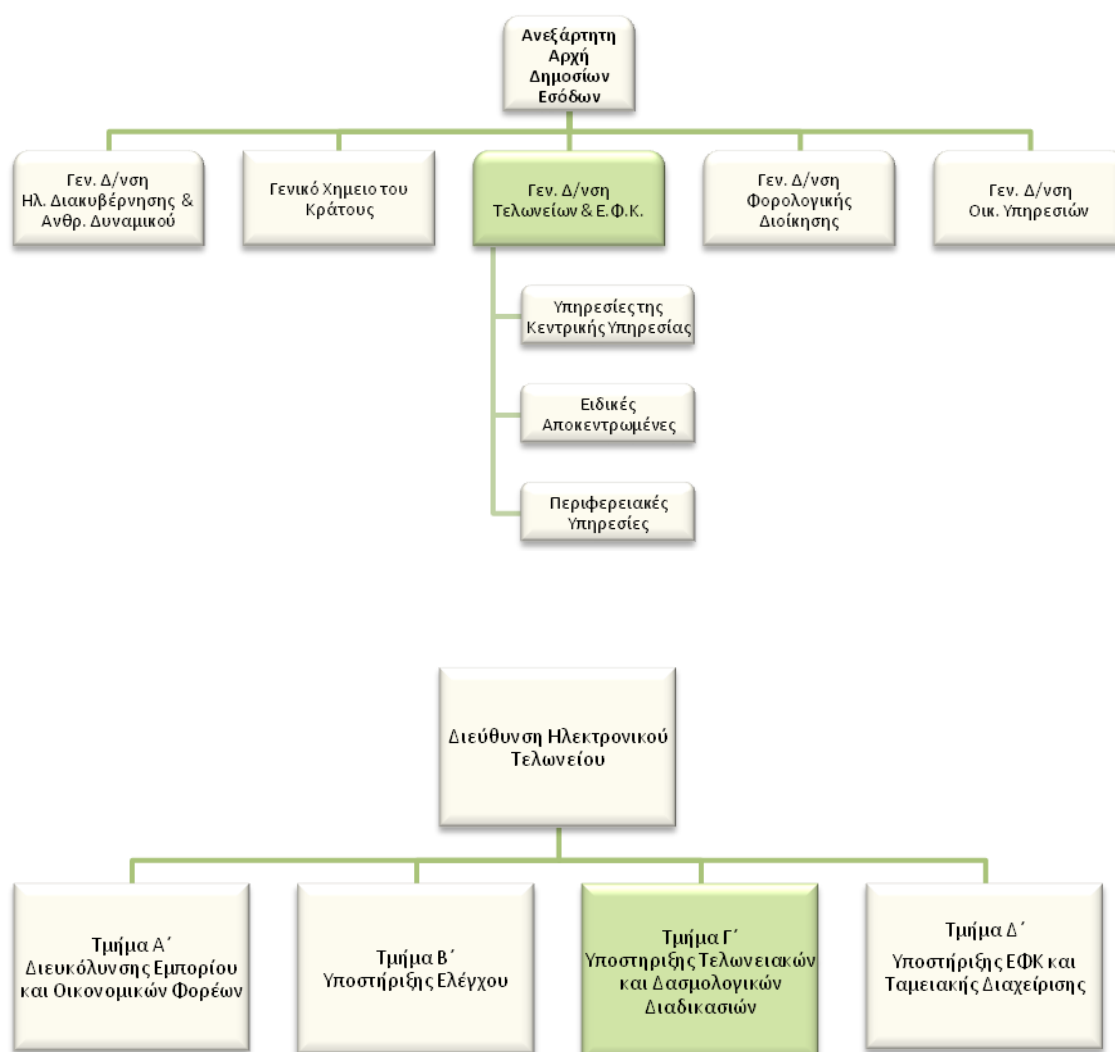 Ανεξάρτητη
Αρχή
Δημοσίων
Εσόδων
Γεν. Δ/νση
Ηλ. Διακυβέρνησης &
Ανθρ. Δυναμικού
Γενικό Χημειο του
Κράτους
Γεν. Δ/νση
Τελωνείων & Ε.Φ.Κ.
Γεν. Δ/νση
Φορολογικής
Διοίκησης
Γεν. Δ/νση
Οικ. Υπηρεσιών
Υπηρεσίες της
Κεντρικής Υπηρεσίας
Ειδικές
Αποκεντρωμένες
Περιφερειακές
Υπηρεσίες
Διεύθυνση Ηλεκτρονικού
Τελωνείου
Τμήμα Α΄
Διευκόλυνσης Εμπορίου
και Οικονομικών Φορέων
Τμήμα Β΄
Υποστήριξης Ελέγχου
Τμήμα Γ΄
Υποστηριξης Τελωνειακών
και Δασμολογικών
Διαδικασιών
Τμήμα Δ΄
Υποστήριξης ΕΦΚ και
Ταμειακής Διαχείρισης